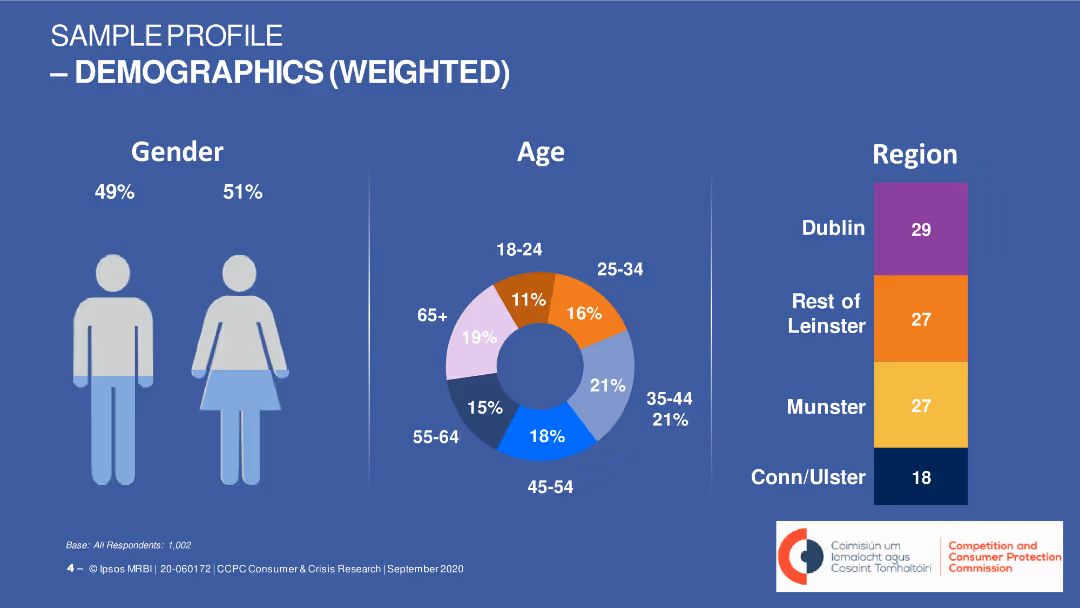 SAMPLE PROFILE
– DEMOGRAPHICS (WEIGHTED)
Gender
49%
51%
Age
18-24
11%
25-34
16%
35-44
21%
21%
45-54
18%
55-64
15%
65+
19%
Region
Dublin
29
Rest of
Leinster
27
Munster
27
Conn/Ulster
18
Base: All Respondents: 1,002
4 – © Ipsos MRBI | 20-060172 | CCPC Consumer & Crisis Research | September 2020
Coimisiún um
Iomaíocht agus
Cosaint Tomhaltóirí
Competition and
Consumer Protection
Commission